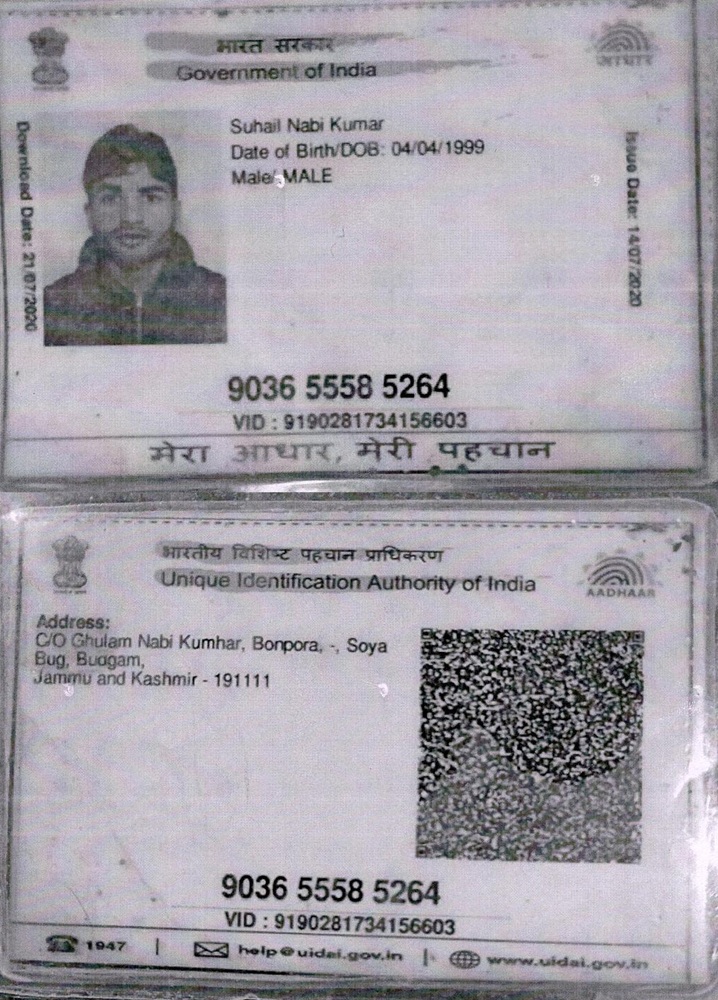 भारत सरकार
Government of India
Download Date: 21/07/2020
Suhail Nabi Kumar
Date of Birth/DOB: 04/04/1999
Male/ MALE
Issue Date: 14/07/2020
9036 5558 5264
VID : 9190281734156603
मेरा आधार, मेरी पहचान
भारतीय विशिष्ट पहचान प्राधिकरण
Unique Identification Authority of India
AADHAAR
Address:
C/O Ghulam Nabi Kumhar, Bonpora, -, Soya
Bug, Budgam,
Jammu and Kashmir - 191111
9036 5558 5264
VID : 9190281734156603
1947 | help@uidai.gov.in | www.uidai.gov.in